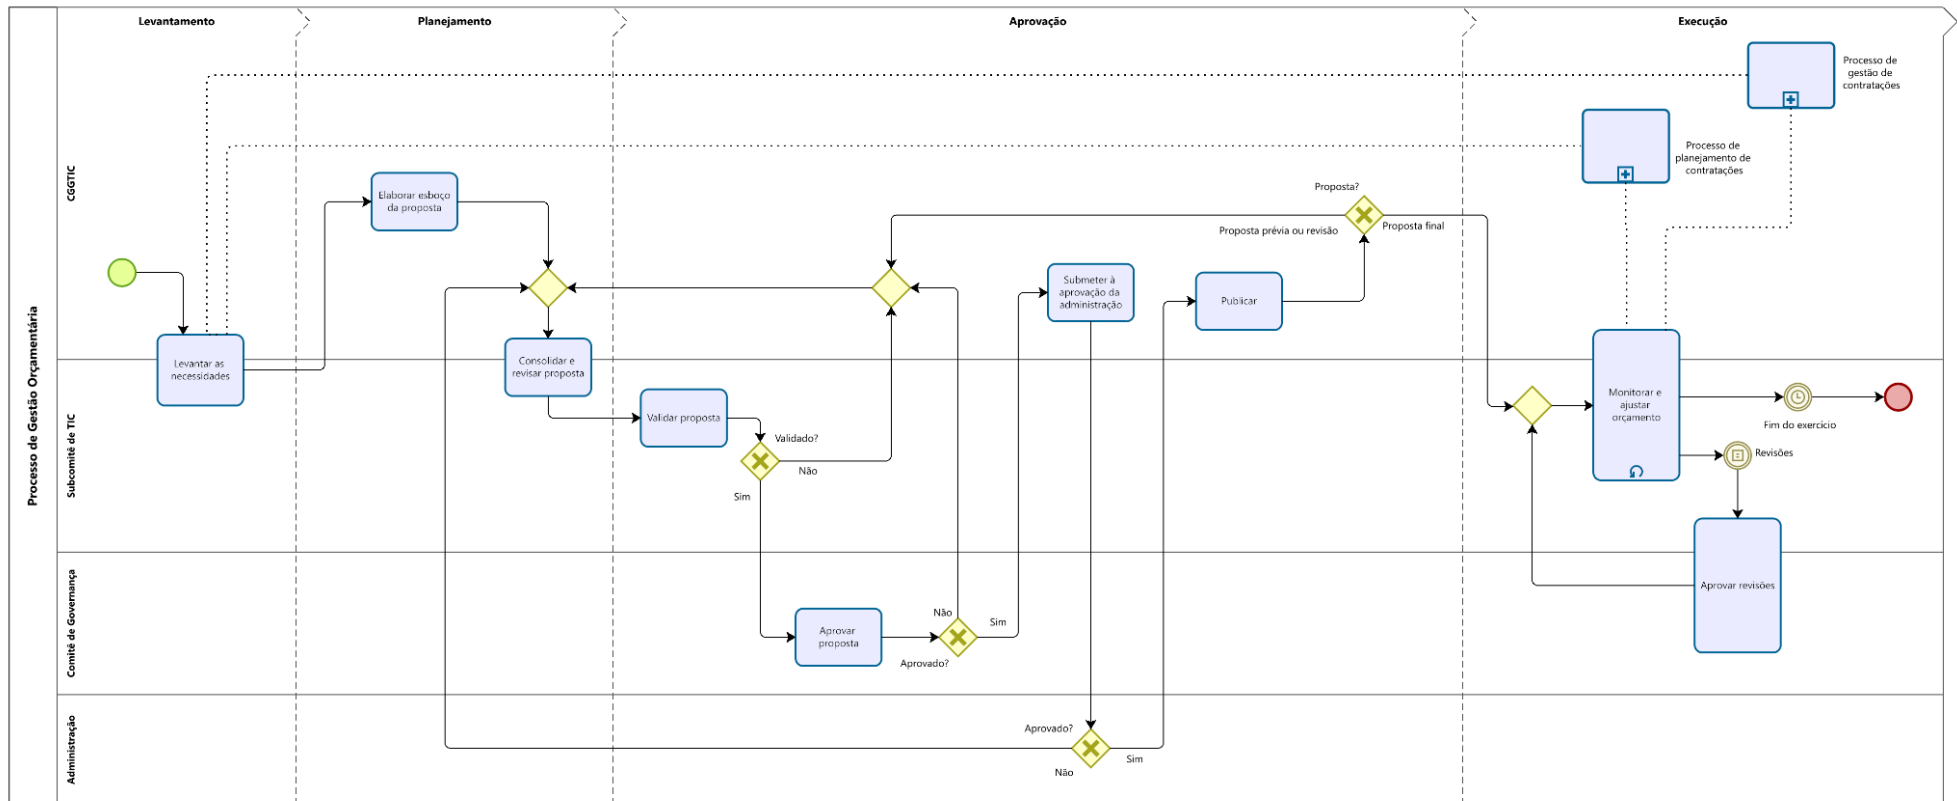 Levantamento
Planejamento
Aprovação
Execução
Processo de Gestão Orçamentária
CGGTIC
Subcomitê de TIC
Comitê de Governança
Administração
Processo de
gestão de
contratações
Processo de
planejamento de
contratações
Elaborar esboço
da proposta
Proposta?
Proposta prévia ou revisão
Proposta final
Submeter à
aprovação da
administração
Publicar
Levantar as
necessidades
Consolidar e
revisar proposta
Validar proposta
Validado?
Não
Sim
Monitorar e
ajustar
orçamento
Fim do exercício
Revisões
Aprovar revisões
Aprovar
proposta
Não
Sim
Aprovado?
Aprovado?
Sim
Não